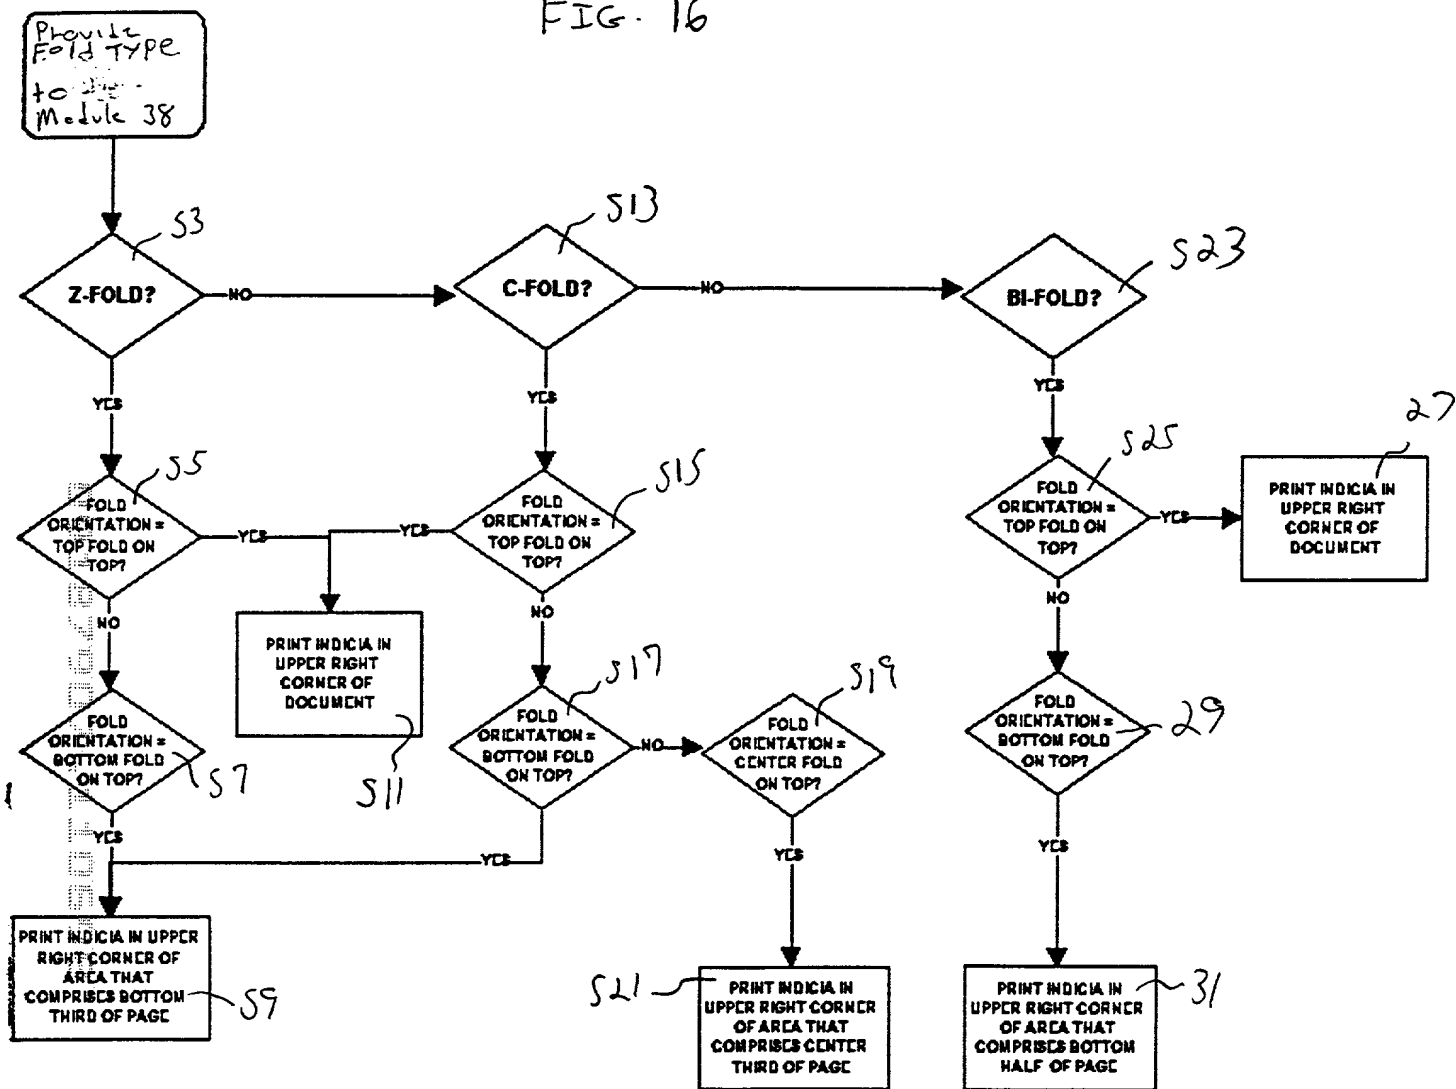 FIG. 16
Provide
Fold TYPE
to
Module 38
S3
Z-FOLD?
NO
S13
C-FOLD?
NO
S23
BI-FOLD?
YES
YES
YES
S5
FOLD
ORIENTATION =
TOP FOLD ON
TOP?
YES
S15
FOLD
ORIENTATION =
TOP FOLD ON
TOP?
YES
S25
FOLD
ORIENTATION =
TOP FOLD ON
TOP?
YES
27
PRINT INDICIA IN
UPPER RIGHT
CORNER OF
DOCUMENT
NO
NO
NO
PRINT INDICIA IN
UPPER RIGHT
CORNER OF
DOCUMENT
S11
S7
FOLD
ORIENTATION =
BOTTOM FOLD
ON TOP?
S17
FOLD
ORIENTATION =
BOTTOM FOLD
ON TOP?
NO
S19
FOLD
ORIENTATION =
CENTER FOLD
ON TOP?
29
FOLD
ORIENTATION =
BOTTOM FOLD
ON TOP?
YES
YES
YES
YES
PRINT INDICIA IN UPPER
RIGHT CORNER OF
AREA THAT
COMPRISES BOTTOM
THIRD OF PAGE
S9
S21
PRINT INDICIA IN
UPPER RIGHT CORNER
OF AREA THAT
COMPRISES CENTER
THIRD OF PAGE
PRINT INDICIA IN
UPPER RIGHT CORNER
OF AREA THAT
COMPRISES BOTTOM
HALF OF PAGE
31